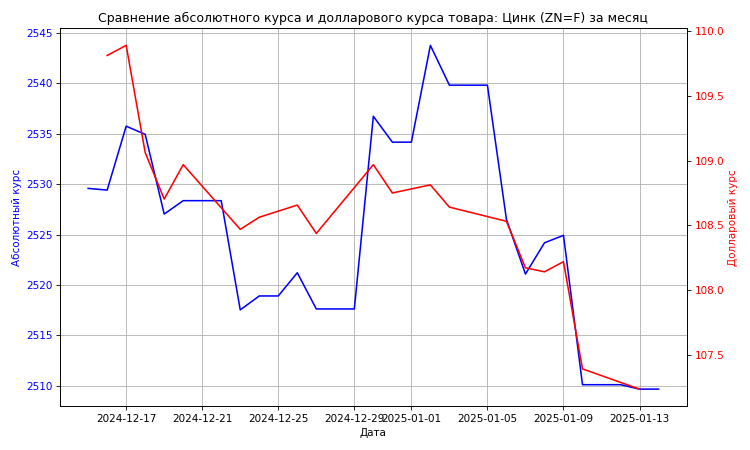 Сравнение абсолютного курса и долларового курса товара: Цинк (ZN=F) за месяц
Абсолютный курс
2545
2540
2535
2530
2525
2520
2515
2510
110.0
109.5
109.0
108.5
108.0
107.5
Долларовый курс
2024-12-17 2024-12-21 2024-12-25 2024-12-29 2025-01-01 2025-01-05 2025-01-09 2025-01-13
Дата